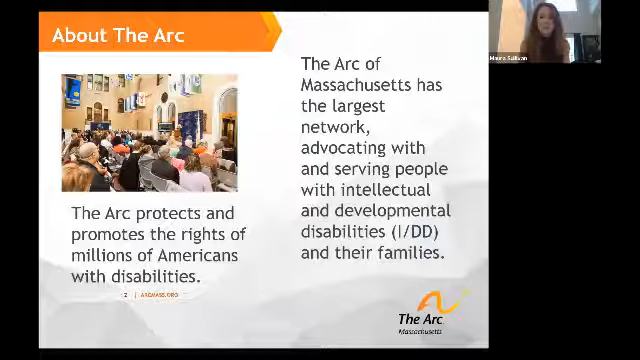 About The Arc
The Arc protects and
promotes the rights of
millions of Americans
with disabilities.
2 | ARCMASS.ORG
The Arc of
Massachusetts has
the largest
network,
advocating with
and serving people
with intellectual
and developmental
disabilities (I/DD)
and their families.
The Arc
Massachusetts
Maura Sullivan